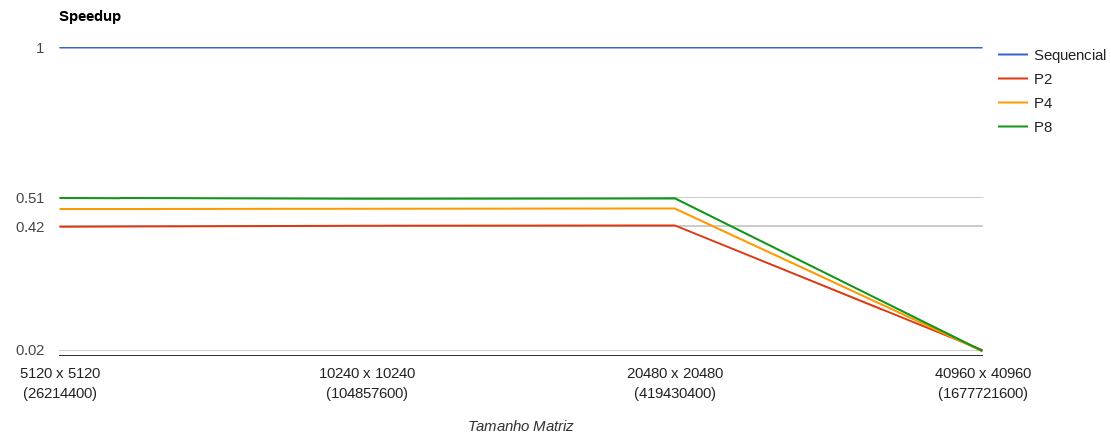 Speedup
1
0.51
0.42
0.02
Sequencial
P2
P4
P8
5120 x 5120
(26214400)
10240 x 10240
(104857600)
20480 x 20480
(419430400)
40960 x 40960
(1677721600)
Tamanho Matriz